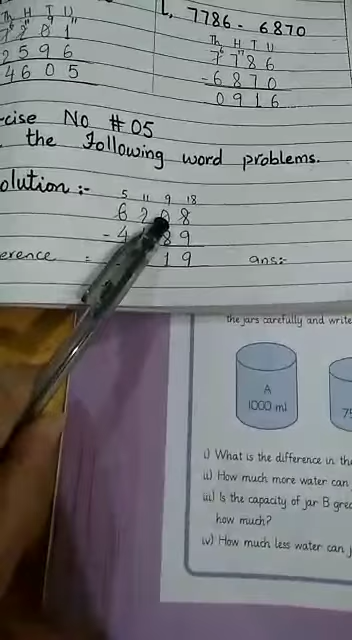 Th H T U
2 5 9 6
4 6 0 5
L. 7786 - 6870
Th H T U
7 7 8 6
- 6 8 7 0
0 9 1 6
cise No # 05
the Following word problems.
olution :-
5 11 9 18
6 2 0 8
- 4 8 9
erence = 1 9 ans:-
the jars carefully and write
A
1000 ml
i) What is the difference in the
ii) How much more water can
iii) Is the capacity of jar B grea
how much?
iv) How much less water can j